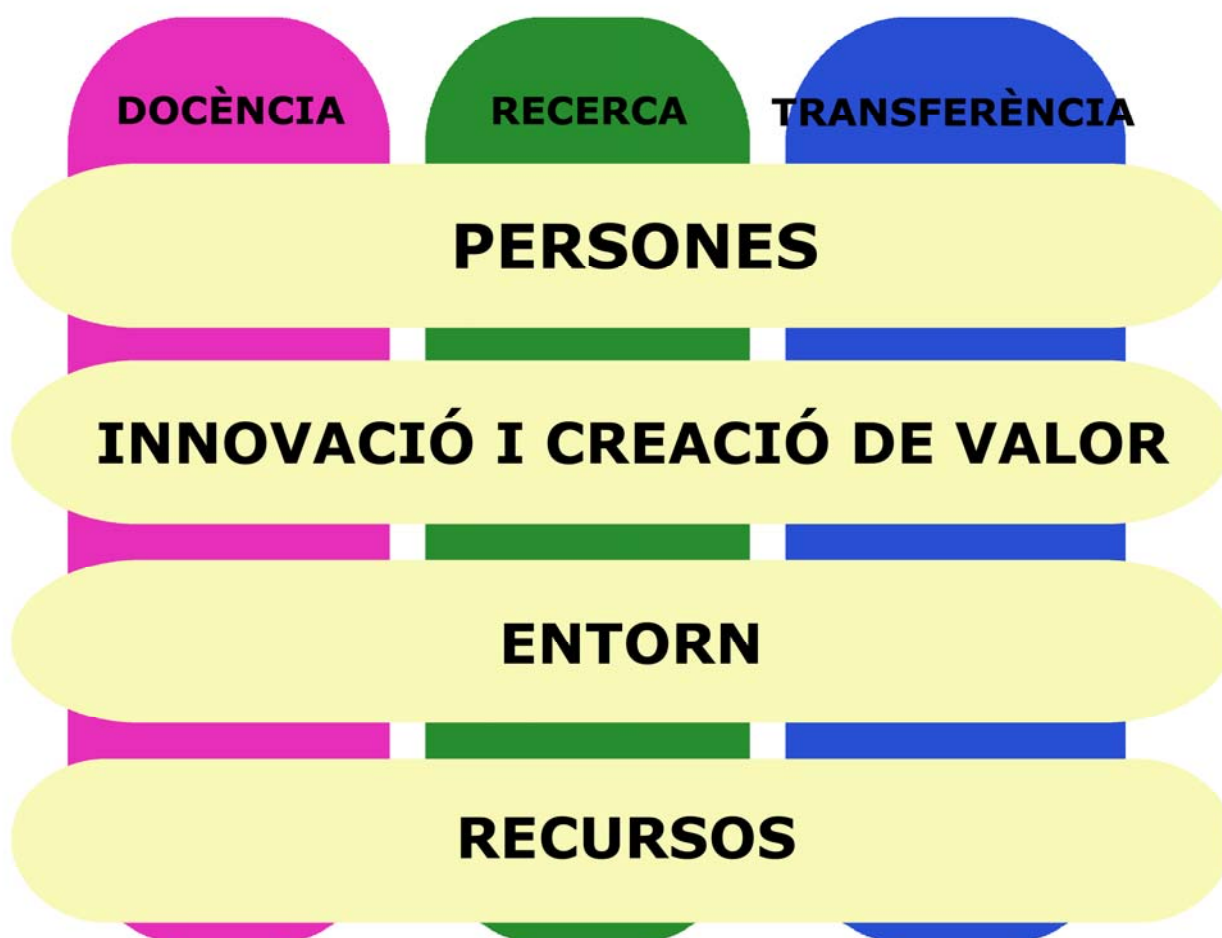 DOCÈNCIA RECERCA TRANSFERÈNCIA
PERSONES
INNOVACIÓ I CREACIÓ DE VALOR
ENTORN
RECURSOS